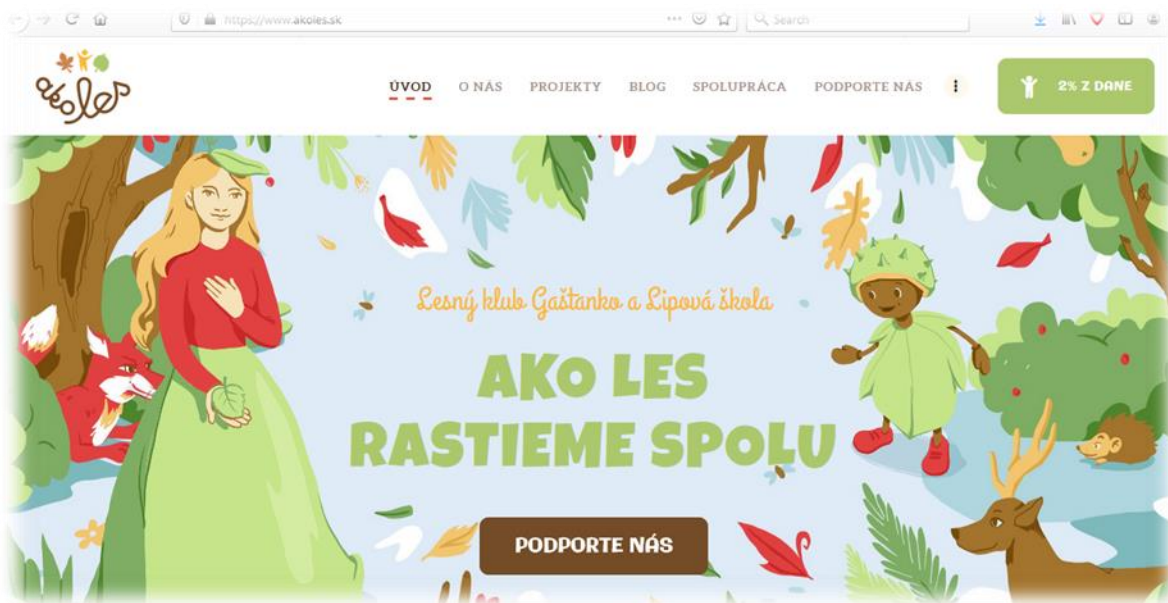 https://www.akoles.sk
Search
akoles
ÚVOD O NÁS PROJEKTY BLOG SPOLUPRÁCA PODPORTE NÁS
2% Z DANE
Lesný klub Gaštanko a Lipová škola
AKO LES
RASTIEME SPOLU
PODPORTE NÁS